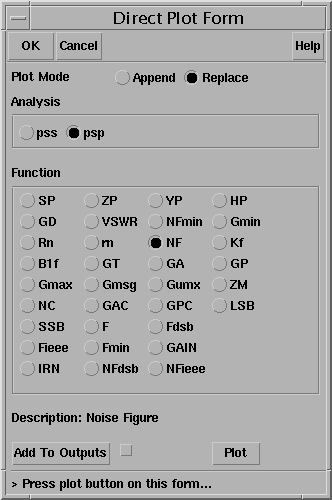 Direct Plot Form
OK Cancel Help
Plot Mode Append Replace
Analysis
pss psp
Function
SP ZP YP HP
GD VSWR NFmin Gmin
Rn rn NF Kf
B1f GT GA GP
Gmax Gmsg Gumx ZM
NC GAC GPC LSB
SSB F Fdsb
Fieee Fmin GAIN
IRN NFdsb NFieee
Description: Noise Figure
Add To Outputs Plot
> Press plot button on this form...